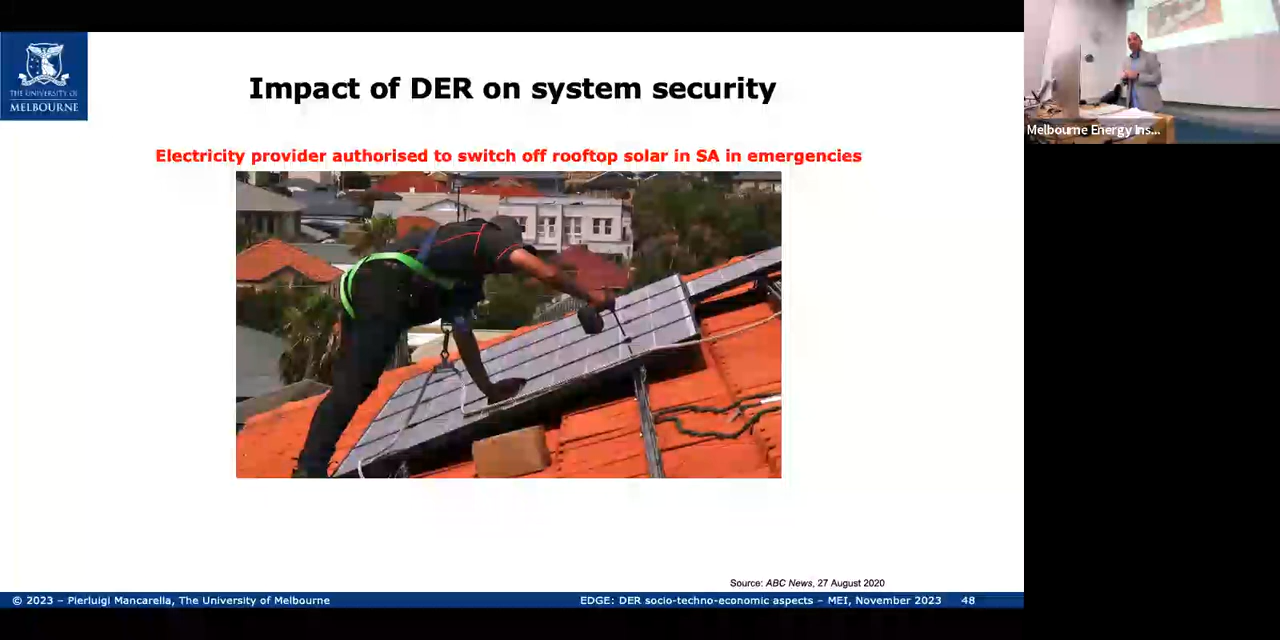 THE UNIVERSITY OF
MELBOURNE
Impact of DER on system security
Electricity provider authorised to switch off rooftop solar in SA in emergencies
Source: ABC News, 27 August 2020
© 2023 – Pierluigi Mancarella, The University of Melbourne
EDGE: DER socio-techno-economic aspects – MEI, November 2023 48
Melbourne Energy Ins...